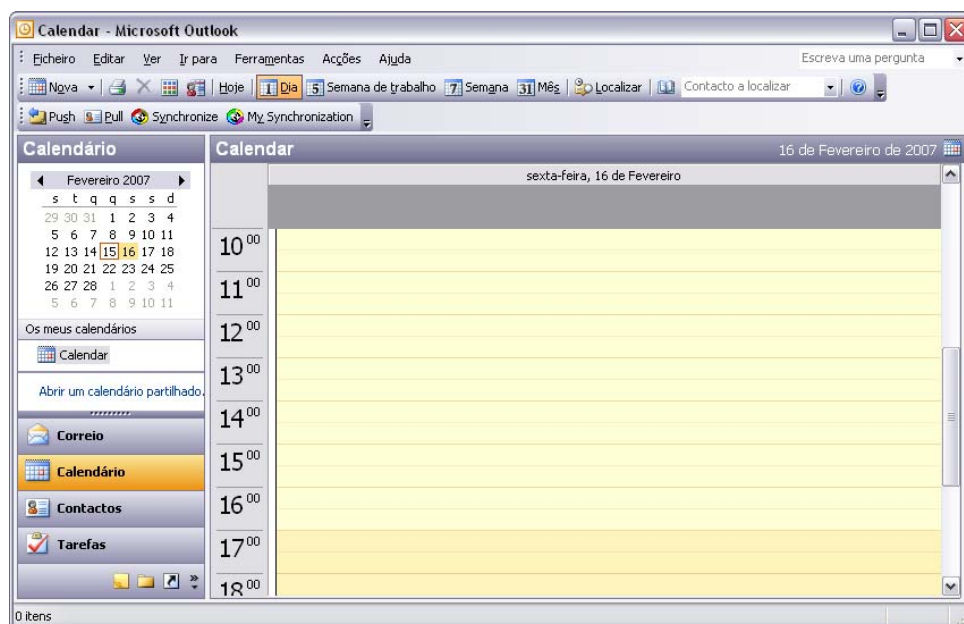 Calendar - Microsoft Outlook
Ficheiro Editar Ver Ir para Ferramentas Acções Ajuda Escreva uma pergunta
Nova Hoje 1 Dia 5 Semana de trabalho 7 Semana 31 Mês Localizar Contacto a localizar
Push Pull Synchronize My Synchronization
Calendário
Fevereiro 2007
s t q q s s d
29 30 31 1 2 3 4
5 6 7 8 9 10 11
12 13 14 15 16 17 18
19 20 21 22 23 24 25
26 27 28 1 2 3 4
5 6 7 8 9 10 11
Os meus calendários
Calendar
Abrir um calendário partilhado.
Correio
Calendário
Contactos
Tarefas
Calendar 16 de Fevereiro de 2007
sexta-feira, 16 de Fevereiro
10 00
11 00
12 00
13 00
14 00
15 00
16 00
17 00
18 00
0 itens